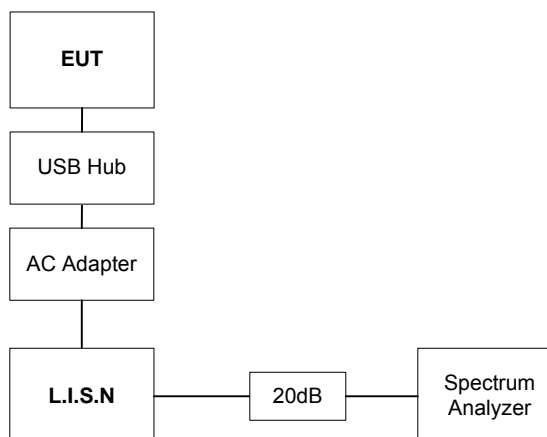 EUT
USB Hub
AC Adapter
L.I.S.N
20dB
Spectrum
Analyzer